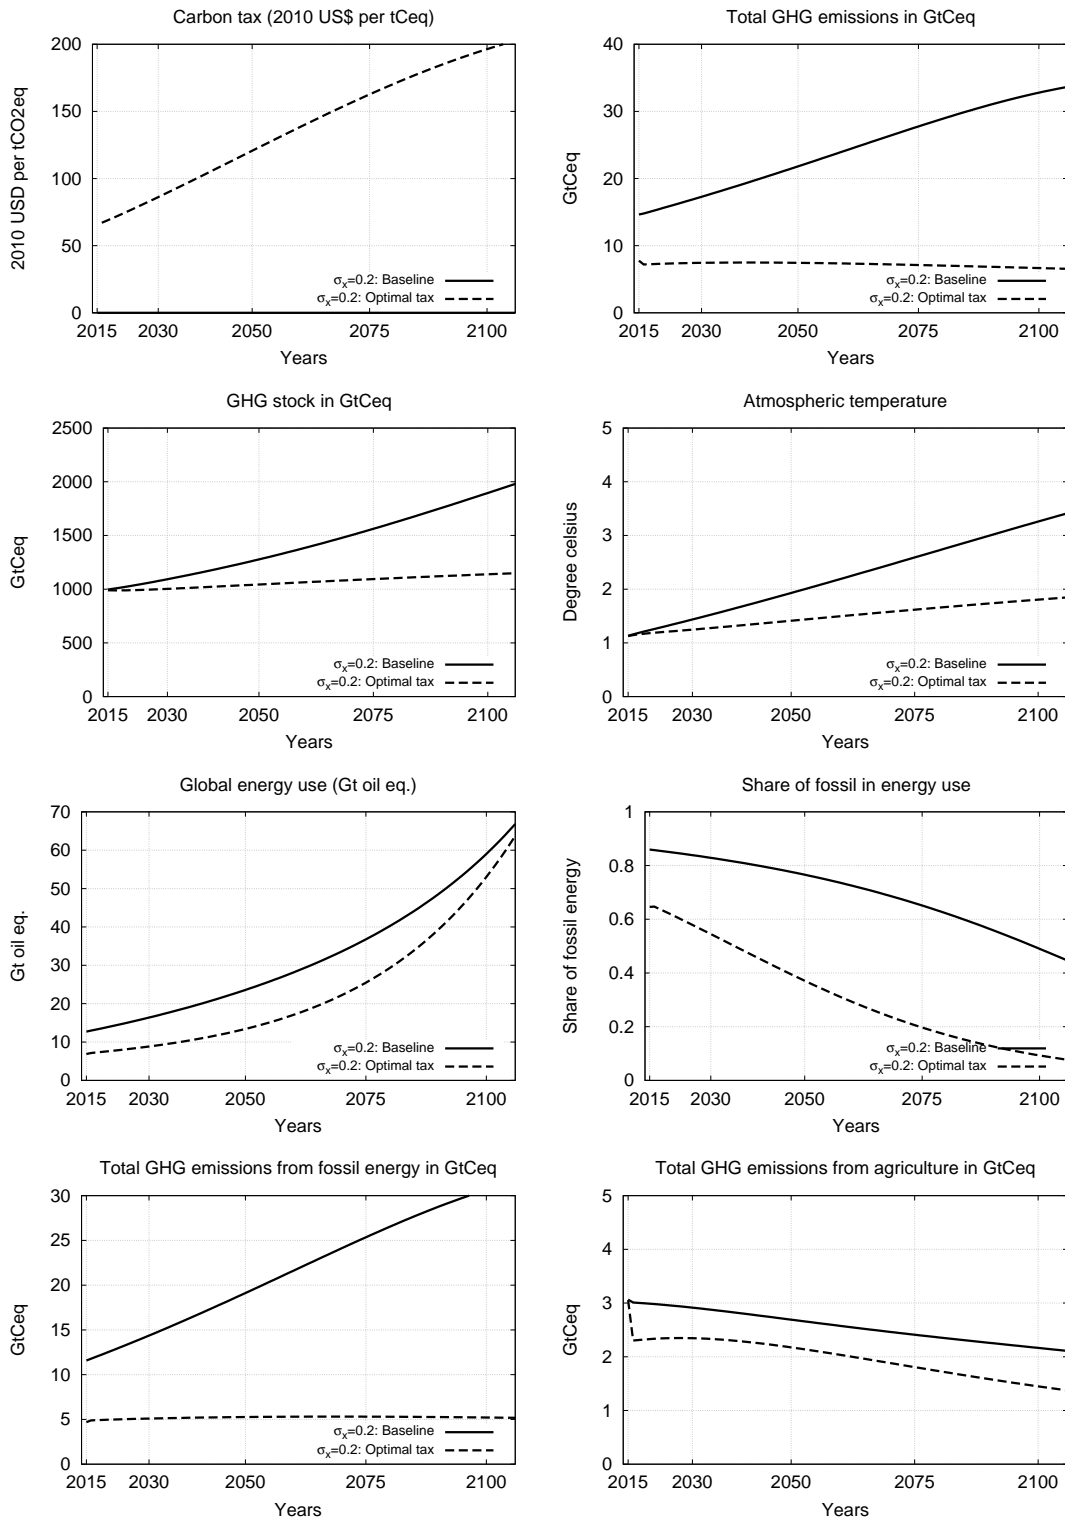 Carbon tax (2010 US$ per tCeq)
2010 USD per tCO2eq
200
150
100
50
0
σx=0.2: Baseline
σx=0.2: Optimal tax
2015 2030 2050 2075 2100
Years
Total GHG emissions in GtCeq
GtCeq
40
30
20
10
0
σx=0.2: Baseline
σx=0.2: Optimal tax
2015 2030 2050 2075 2100
Years
GHG stock in GtCeq
GtCeq
2500
2000
1500
1000
500
0
σx=0.2: Baseline
σx=0.2: Optimal tax
2015 2030 2050 2075 2100
Years
Atmospheric temperature
Degree celsius
5
4
3
2
1
0
σx=0.2: Baseline
σx=0.2: Optimal tax
2015 2030 2050 2075 2100
Years
Global energy use (Gt oil eq.)
Gt oil eq.
70
60
50
40
30
20
10
0
σx=0.2: Baseline
σx=0.2: Optimal tax
2015 2030 2050 2075 2100
Years
Share of fossil in energy use
Share of fossil energy
1
0.8
0.6
0.4
0.2
0
σx=0.2: Baseline
σx=0.2: Optimal tax
2015 2030 2050 2075 2100
Years
Total GHG emissions from fossil energy in GtCeq
GtCeq
30
25
20
15
10
5
0
σx=0.2: Baseline
σx=0.2: Optimal tax
2015 2030 2050 2075 2100
Years
Total GHG emissions from agriculture in GtCeq
GtCeq
5
4
3
2
1
0
σx=0.2: Baseline
σx=0.2: Optimal tax
2015 2030 2050 2075 2100
Years